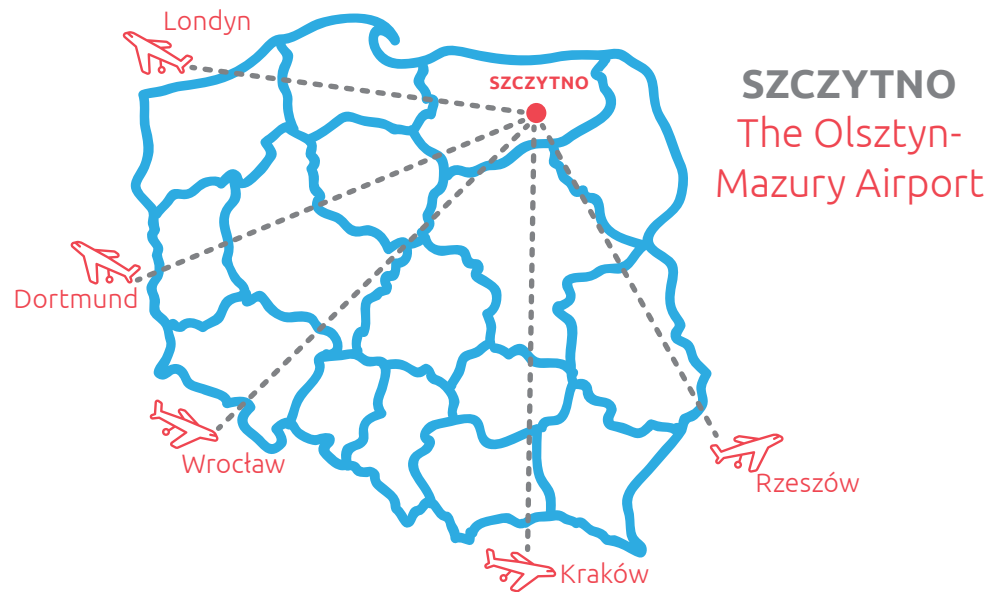 Londyn
SZCZYTNO
SZCZYTNO
The Olsztyn-
Mazury Airport
Dortmund
Wrocław
Rzeszów
Kraków